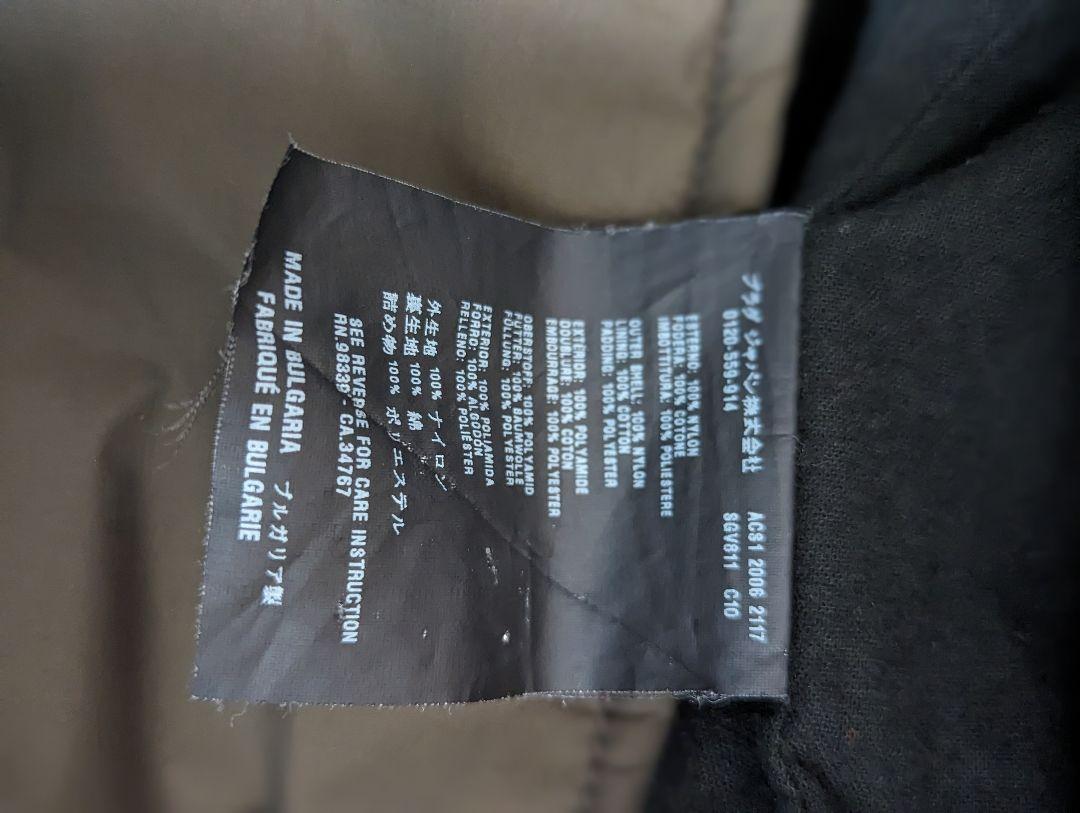 プラダ ジャパン株式会社 ACS1 2006 2117
0120-559-914 SGV811 C10
ESTERNO: 100% NYLON
FODERA: 100% COTONE
IMBOTTITURA: 100% POLIESTERE
OUTER SHELL: 100% NYLON
LINING: 100% COTTON
PADDING: 100% POLYESTER
EXTERIOR: 100% POLYAMIDE
DOUBLURE: 100% COTON
EMBOURRAGE: 100% POLYESTER
OBERSTOFF: 100% POLYAMID
FUTTER: 100% BAUMWOLLE
FÜLLUNG: 100% POLYESTER
EXTERIOR: 100% POLIAMIDA
FORRO: 100% ALGODON
RELLENO: 100% POLIÉSTER
外生地 100% ナイロン
裏生地 100% 綿
詰め物 100% ポリエステル
SEE REVERSE FOR CARE INSTRUCTION
RN.98339 - CA.34767
MADE IN BULGARIA ブルガリア製
FABRIQUÉ EN BULGARIE